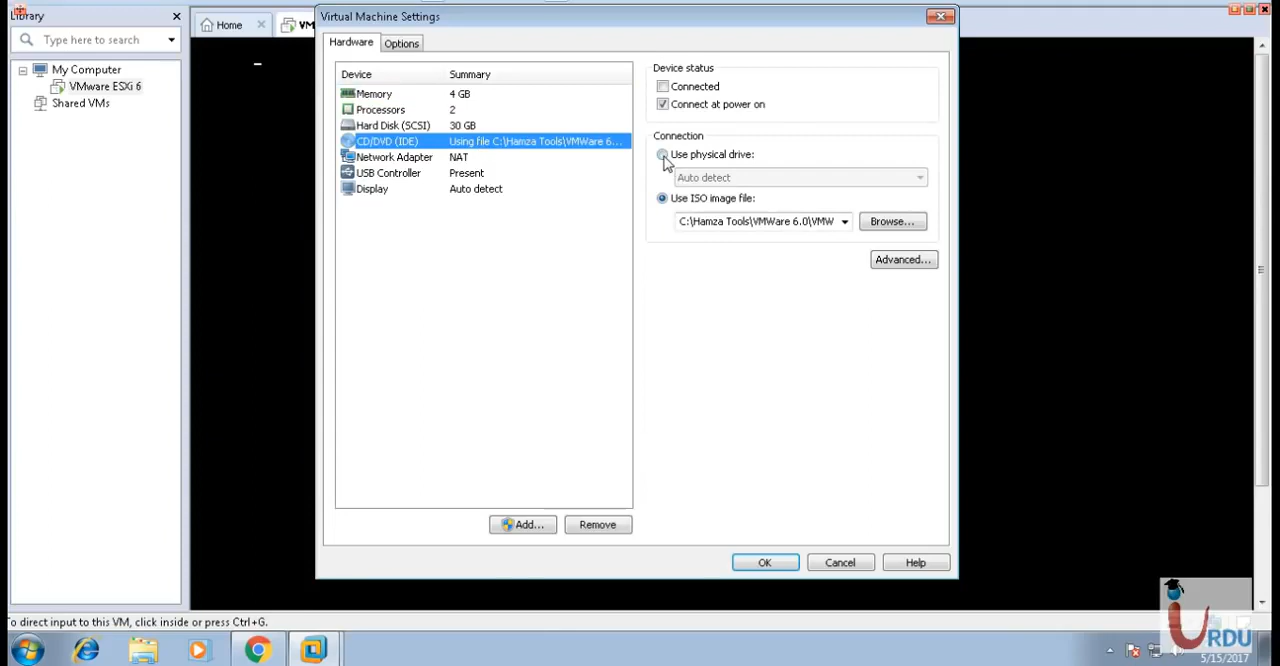 Library
Type here to search
My Computer
VMware ESXi 6
Shared VMs
Home
VM
Virtual Machine Settings
Hardware
Options
Device Summary
Memory 4 GB
Processors 2
Hard Disk (SCSI) 30 GB
CD/DVD (IDE) Using file C:\Hamza Tools\VMWare 6...
Network Adapter NAT
USB Controller Present
Display Auto detect
Add...
Remove
Device status
Connected
Connect at power on
Connection
Use physical drive:
Auto detect
Use ISO image file:
C:\Hamza Tools\VMWare 6.0\VMW
Browse...
Advanced...
OK
Cancel
Help
To direct input to this VM, click inside or press Ctrl+G.
iURDU
5/15/2017